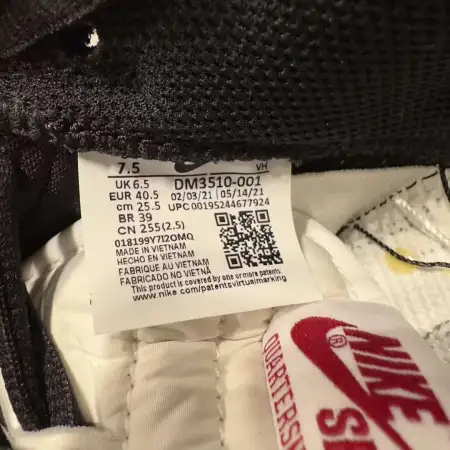 7.5 VH
UK 6.5 DM3510-001
EUR 40.5 02/03/21 05/14/21
cm 25.5 UPC 00195244677924
BR 39
CN 255(2.5)
018199Y7I2OMQ
MADE IN VIETNAM
HECHO EN VIETNAM
FABRIQUE AU VIETNAM
FABRICADO NO VIETNÃ
This product is covered by one or more patents
www.nike.com/patentsvirtualmarking
NIKE
®